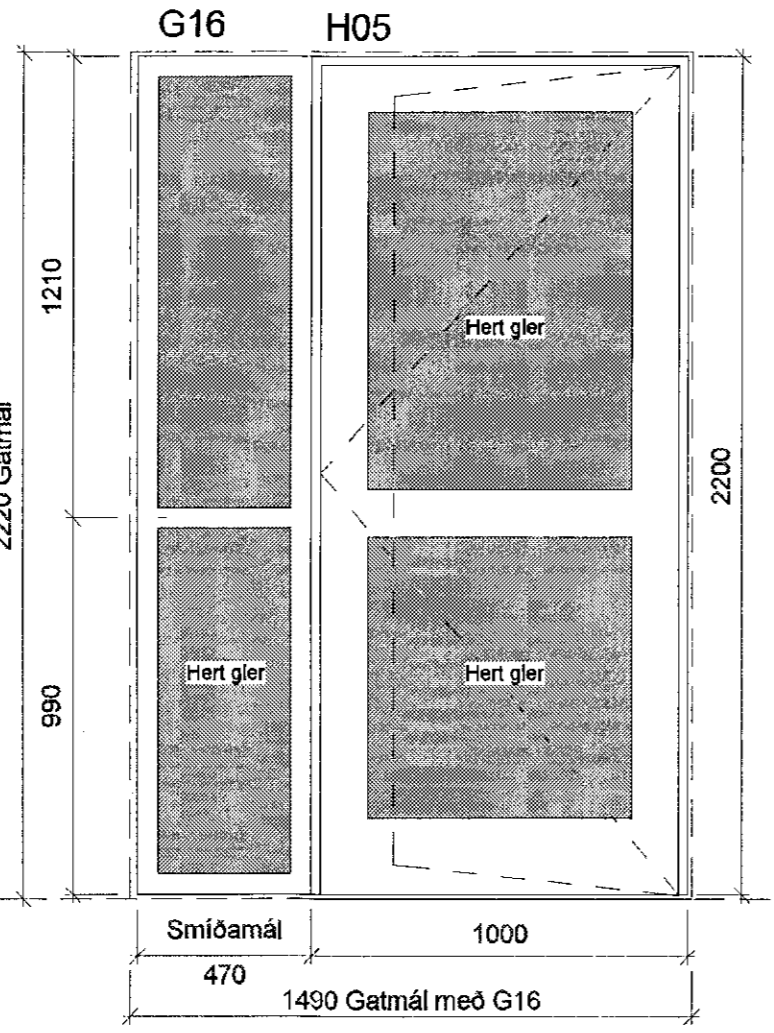 G16 H05
1210
2220 Gatmál
990
Hert gler
Hert gler
Hert gler
2200
Smíðamál
470
1000
1490 Gatmál með G16